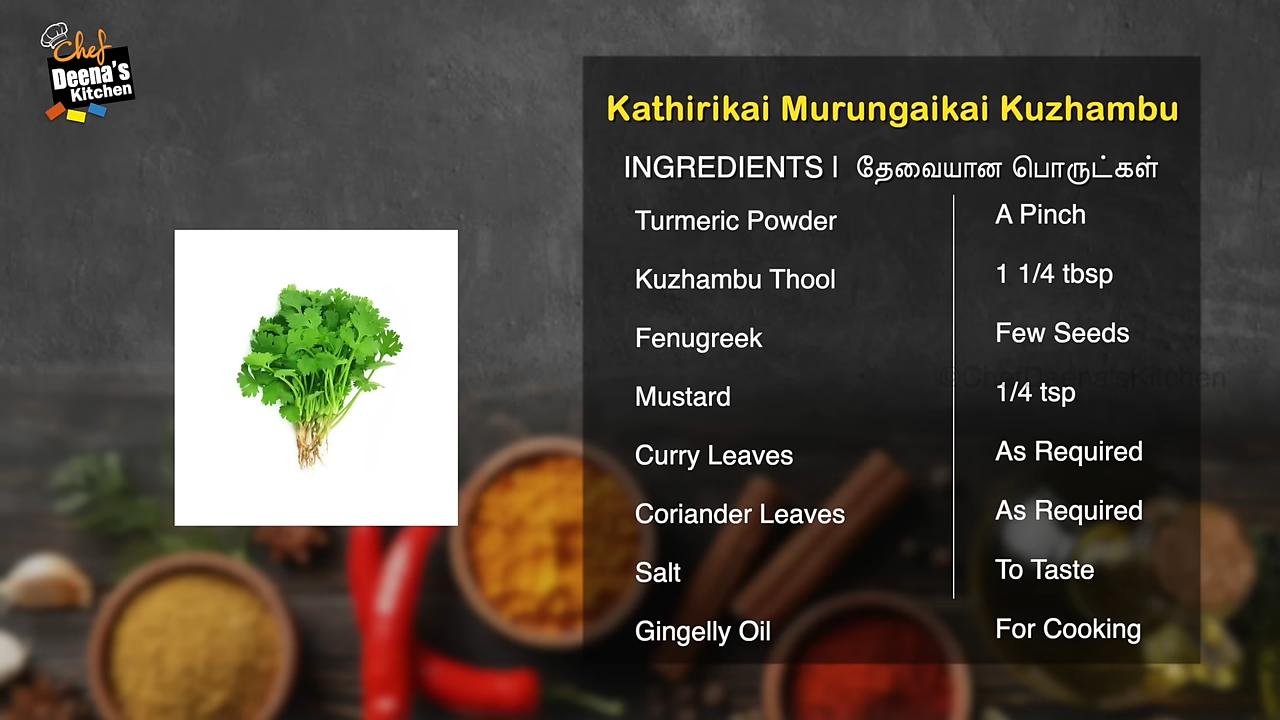 Chef
Deena's
Kitchen
Kathirikai Murungaikai Kuzhambu
INGREDIENTS | தேவையான பொருட்கள்
Turmeric Powder A Pinch
Kuzhambu Thool 1 1/4 tbsp
Fenugreek Few Seeds
©ChefDeena'sKitchen
Mustard 1/4 tsp
Curry Leaves As Required
Coriander Leaves As Required
Salt To Taste
Gingelly Oil For Cooking